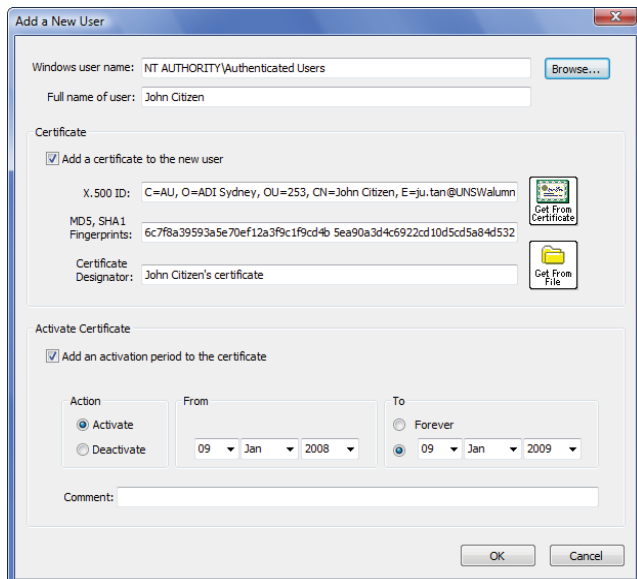 Add a New User
Windows user name: NT AUTHORITY\Authenticated Users Browse...
Full name of user: John Citizen
Certificate
Add a certificate to the new user
X.500 ID: C=AU, O=ADI Sydney, OU=253, CN=John Citizen, E=ju.tan@UNSWalumn
Get From
Certificate
MD5, SHA1
Fingerprints: 6c7f8a39593a5e70ef12a3f9c1f9cd4b 5ea90a3d4c6922cd10d5cd5a84d532
Certificate
Designator: John Citizen's certificate
Get From
File
Activate Certificate
Add an activation period to the certificate
Action From To
Activate Forever
Deactivate 09 Jan 2008 09 Jan 2009
Comment:
OK Cancel